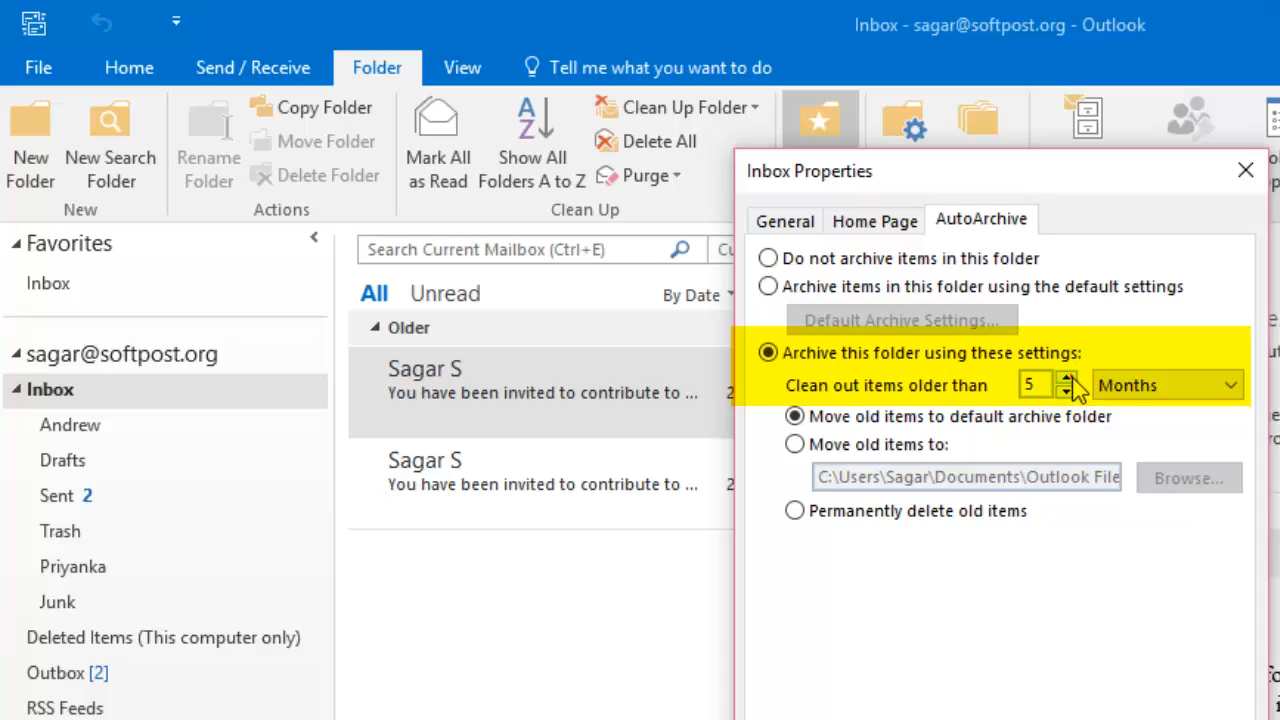 Inbox - sagar@softpost.org - Outlook
File Home Send / Receive Folder View Tell me what you want to do
New Folder
New Search Folder
Rename Folder
Copy Folder
Move Folder
Delete Folder
Mark All as Read
Show All Folders A to Z
Clean Up Folder
Delete All
Purge
New Actions Clean Up
Favorites
Inbox
sagar@softpost.org
Inbox
Andrew
Drafts
Sent 2
Trash
Priyanka
Junk
Deleted Items (This computer only)
Outbox [2]
RSS Feeds
Search Current Mailbox (Ctrl+E)
All Unread By Date
Older
Sagar S
You have been invited to contribute to ...
Sagar S
You have been invited to contribute to ...
Inbox Properties
General Home Page AutoArchive
Do not archive items in this folder
Archive items in this folder using the default settings
Default Archive Settings...
Archive this folder using these settings:
Clean out items older than 5 Months
Move old items to default archive folder
Move old items to:
C:\Users\Sagar\Documents\Outlook File Browse...
Permanently delete old items